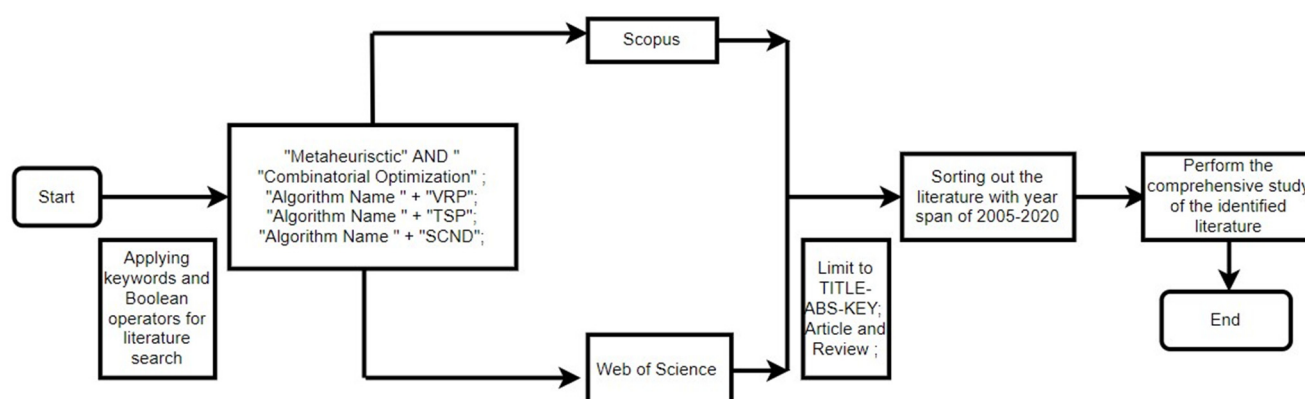 Start
Applying
keywords and
Boolean
operators for
literature
search
"Metaheurisctic" AND "
"Combinatorial Optimization" ;
"Algorithm Name " + "VRP";
"Algorithm Name " + "TSP";
"Algorithm Name " + "SCND";
Scopus
Web of Science
Limit to
TITLE-
ABS-KEY;
Article and
Review ;
Sorting out the
literature with year
span of 2005-2020
Perform the
comprehensive study
of the identified
literature
End